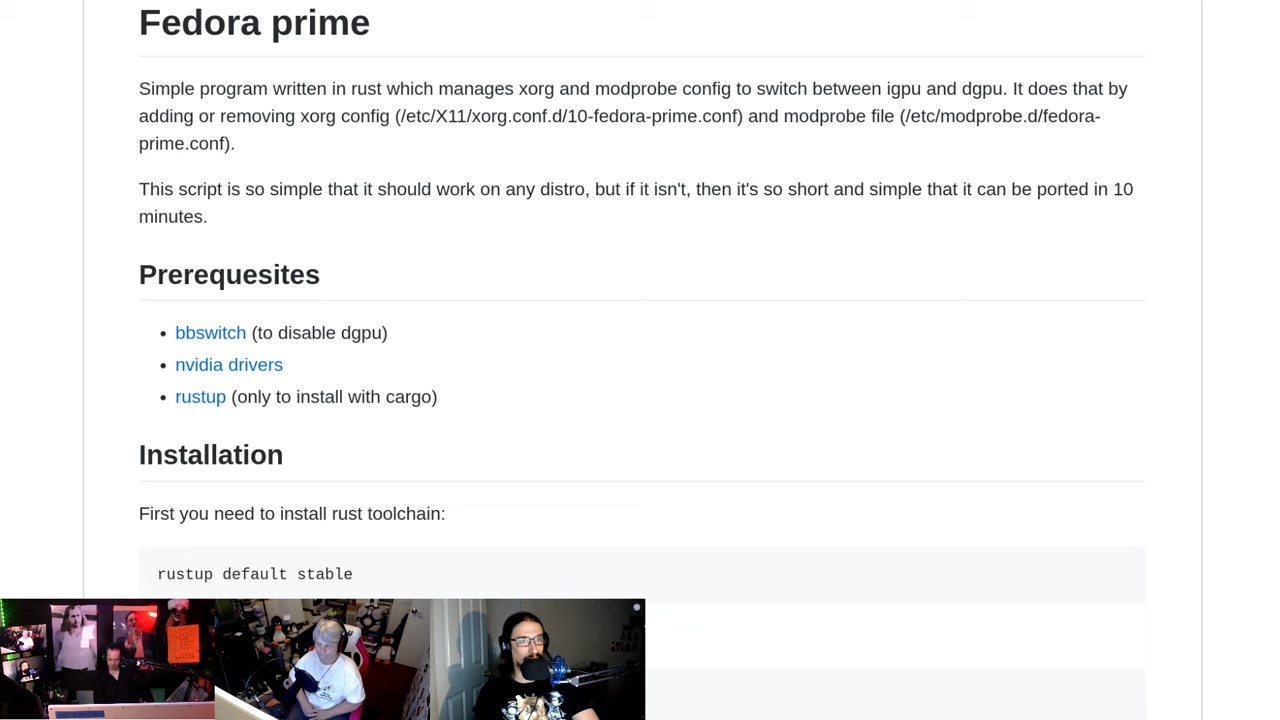 Fedora prime
Simple program written in rust which manages xorg and modprobe config to switch between igpu and dgpu. It does that by
adding or removing xorg config (/etc/X11/xorg.conf.d/10-fedora-prime.conf) and modprobe file (/etc/modprobe.d/fedora-
prime.conf).
This script is so simple that it should work on any distro, but if it isn't, then it's so short and simple that it can be ported in 10
minutes.
Prerequesites
bbswitch (to disable dgpu)
nvidia drivers
rustup (only to install with cargo)
Installation
First you need to install rust toolchain:
rustup default stable